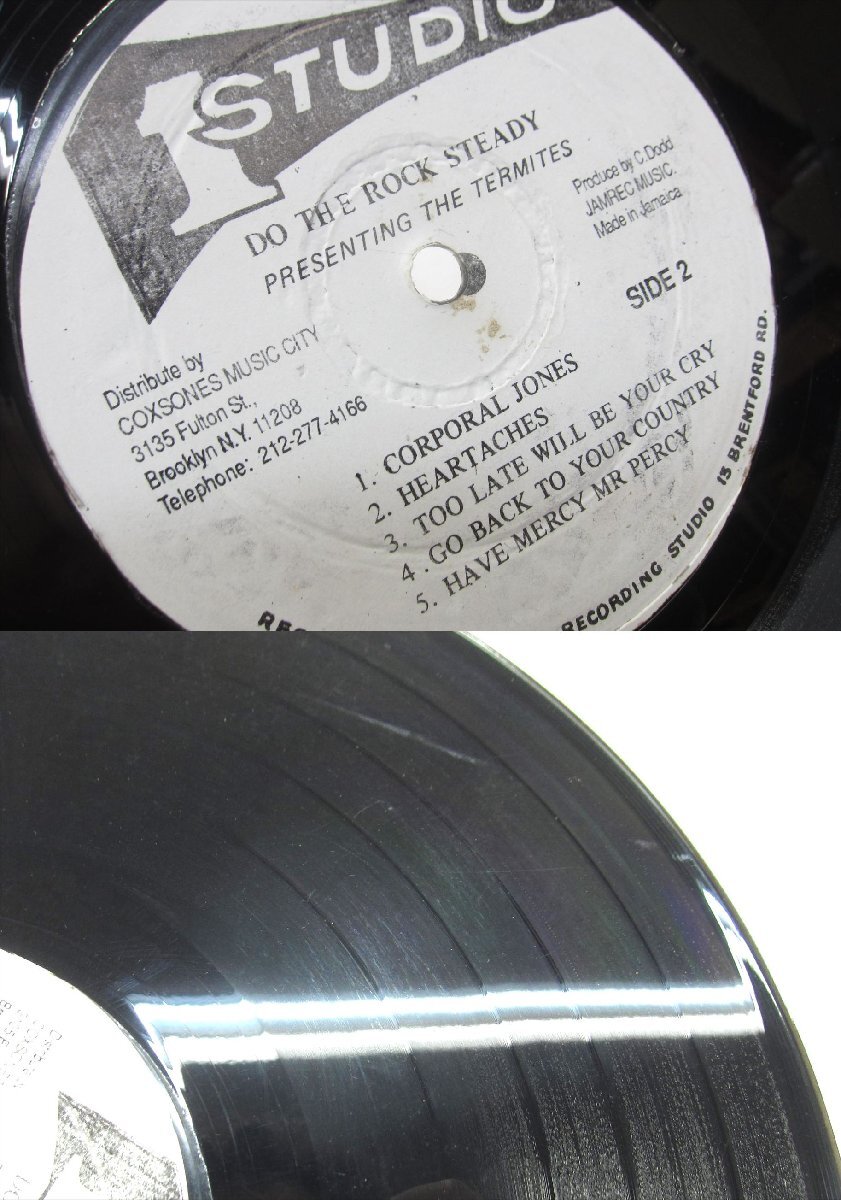 1 STUDIO
DO THE ROCK STEADY
PRESENTING THE TERMITES
Produce by C. Dodd
JAMREC MUSIC.
Made in Jamaica
SIDE 2
Distribute by
COXSONES MUSIC CITY
3135 Fulton St.,
Brooklyn N.Y. 11208
Telephone: 212-277-4166
1. CORPORAL JONES
2. HEARTACHES
3. TOO LATE WILL BE YOUR CRY
4. GO BACK TO YOUR COUNTRY
5. HAVE MERCY MR PERCY
RECORDING STUDIO 13 BRENTFORD RD.